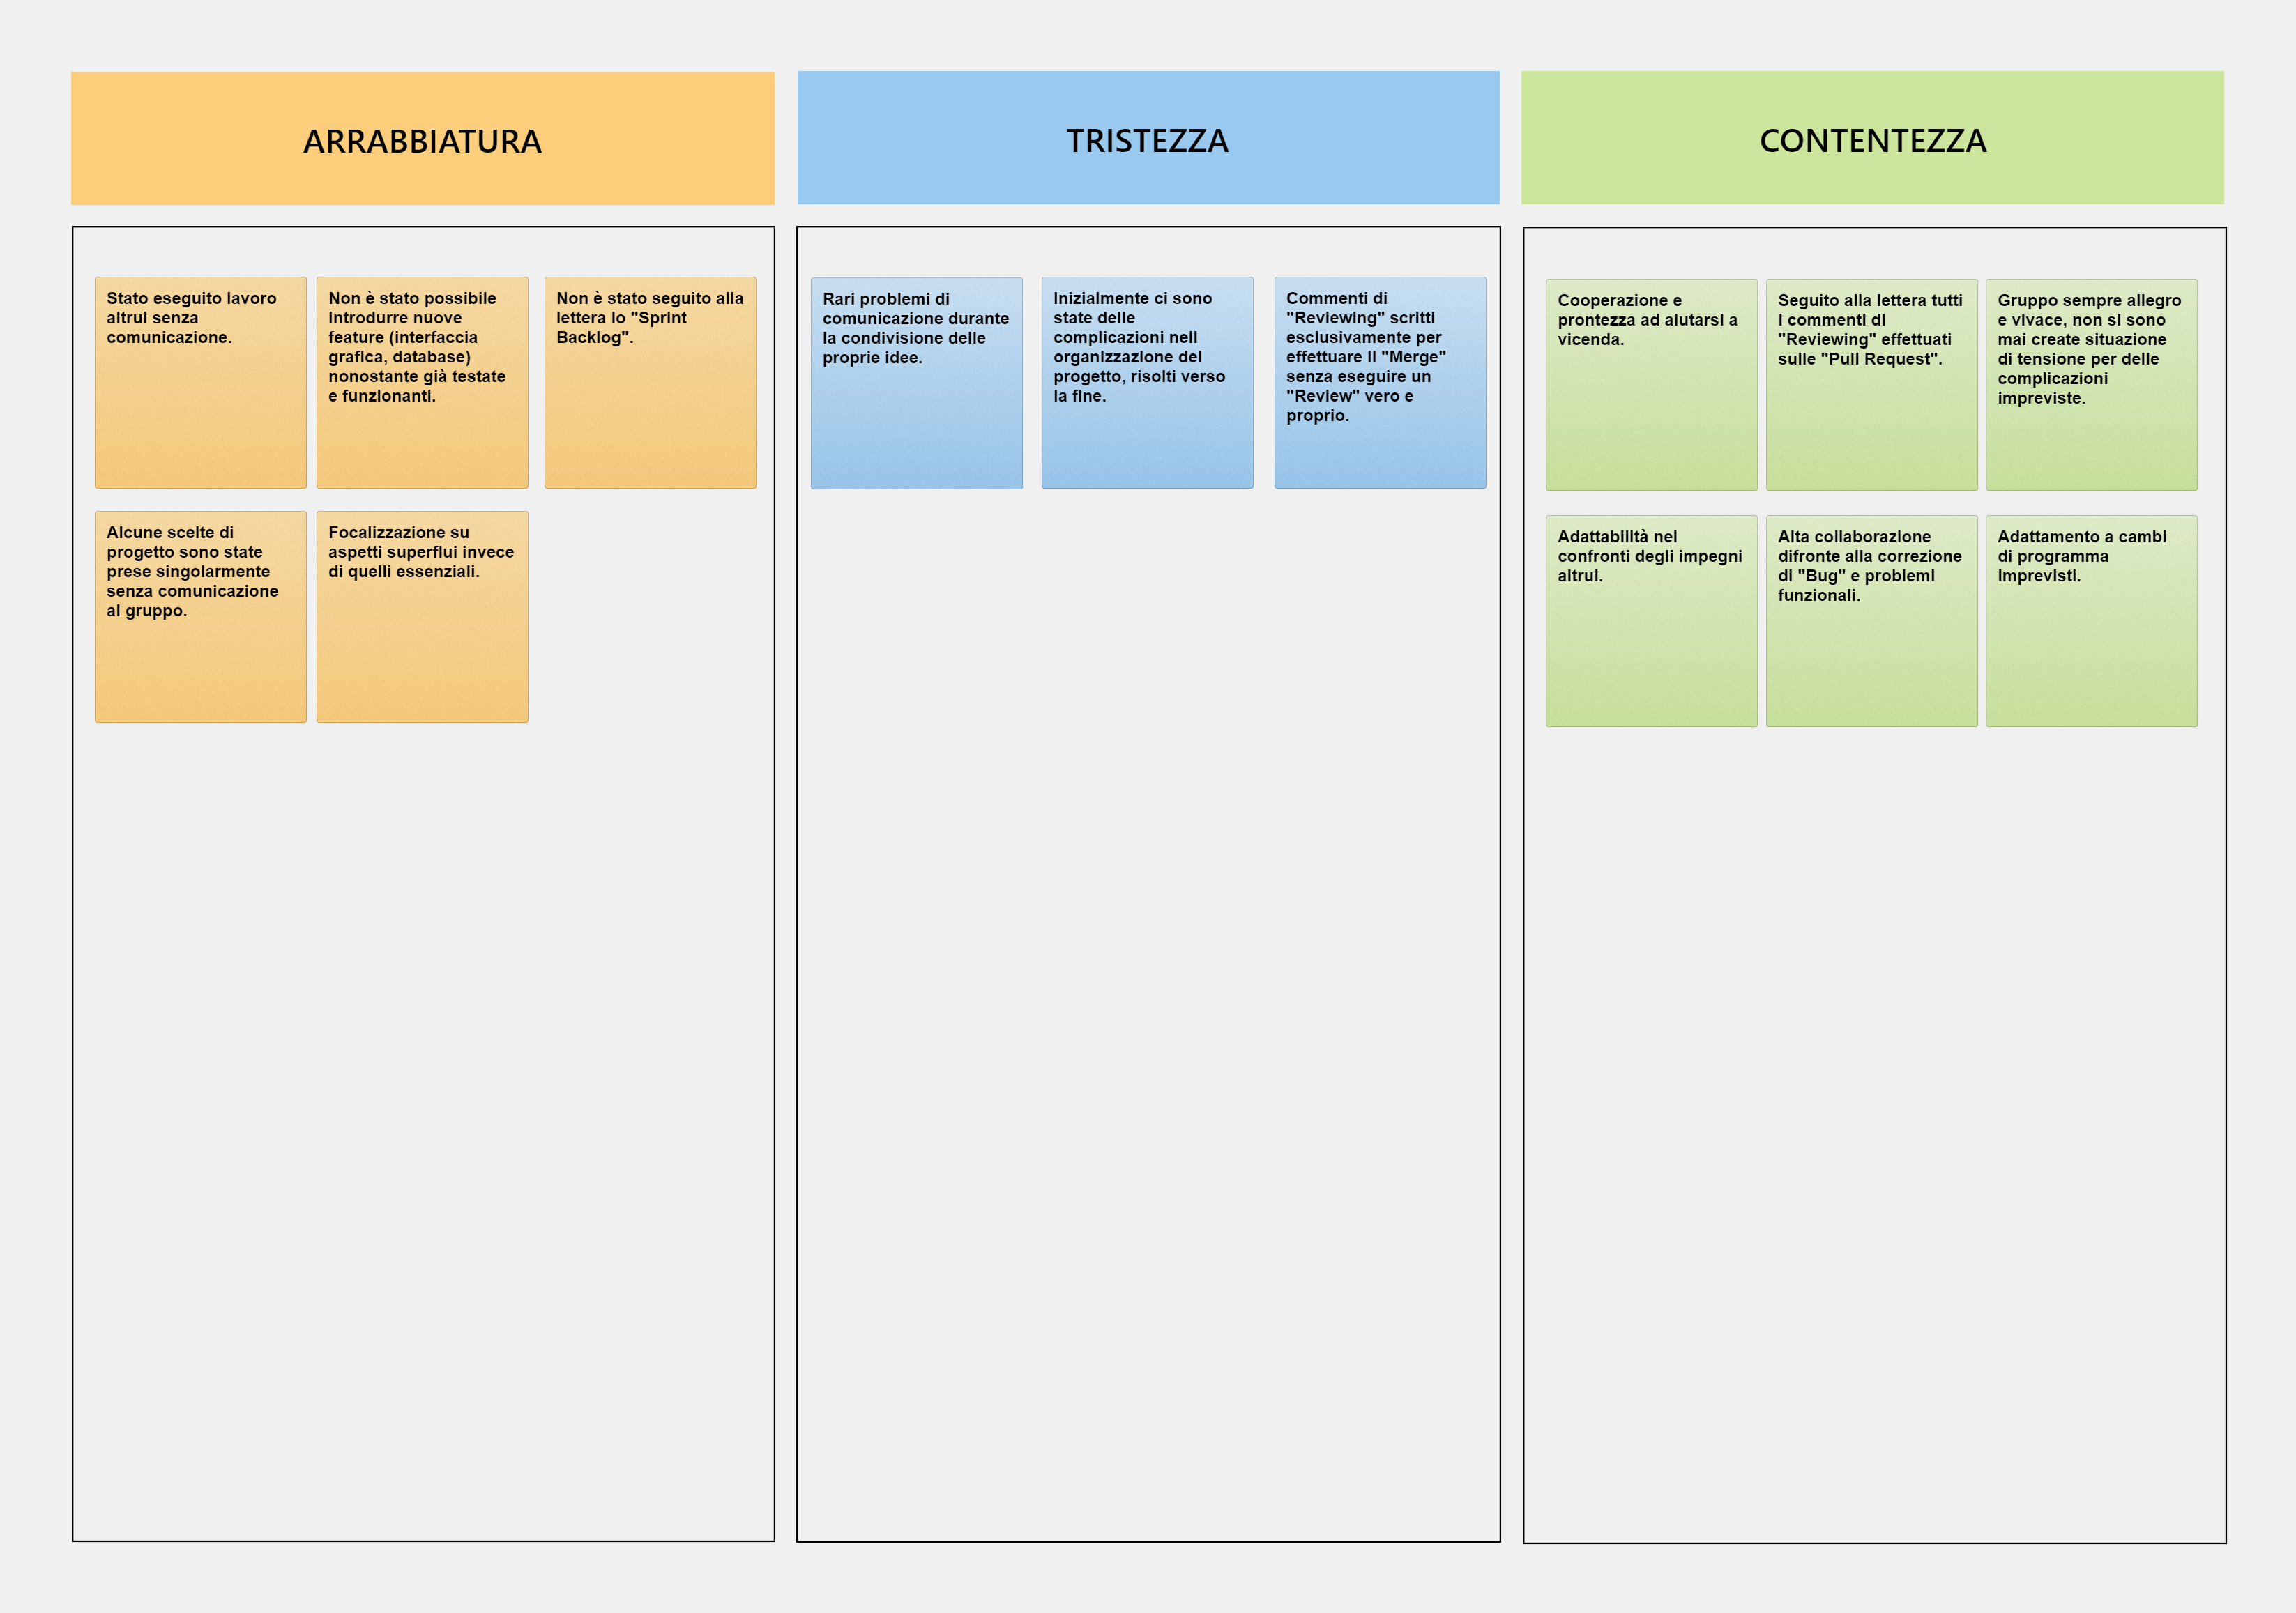 ARRABBIATURA
TRISTEZZA
CONTENTEZZA
Stato eseguito lavoro
altrui senza
comunicazione.
Non è stato possibile
introdurre nuove
feature (interfaccia
grafica, database)
nonostante già testate
e funzionanti.
Non è stato seguito alla
lettera lo "Sprint
Backlog".
Alcune scelte di
progetto sono state
prese singolarmente
senza comunicazione
al gruppo.
Focalizzazione su
aspetti superflui invece
di quelli essenziali.
Rari problemi di
comunicazione durante
la condivisione delle
proprie idee.
Inizialmente ci sono
state delle
complicazioni nell
organizzazione del
progetto, risolti verso
la fine.
Commenti di
"Reviewing" scritti
esclusivamente per
effettuare il "Merge"
senza eseguire un
"Review" vero e
proprio.
Cooperazione e
prontezza ad aiutarsi a
vicenda.
Seguito alla lettera tutti
i commenti di
"Reviewing" effettuati
sulle "Pull Request".
Gruppo sempre allegro
e vivace, non si sono
mai create situazione
di tensione per delle
complicazioni
impreviste.
Adattabilità nei
confronti degli impegni
altrui.
Alta collaborazione
difronte alla correzione
di "Bug" e problemi
funzionali.
Adattamento a cambi
di programma
imprevisti.